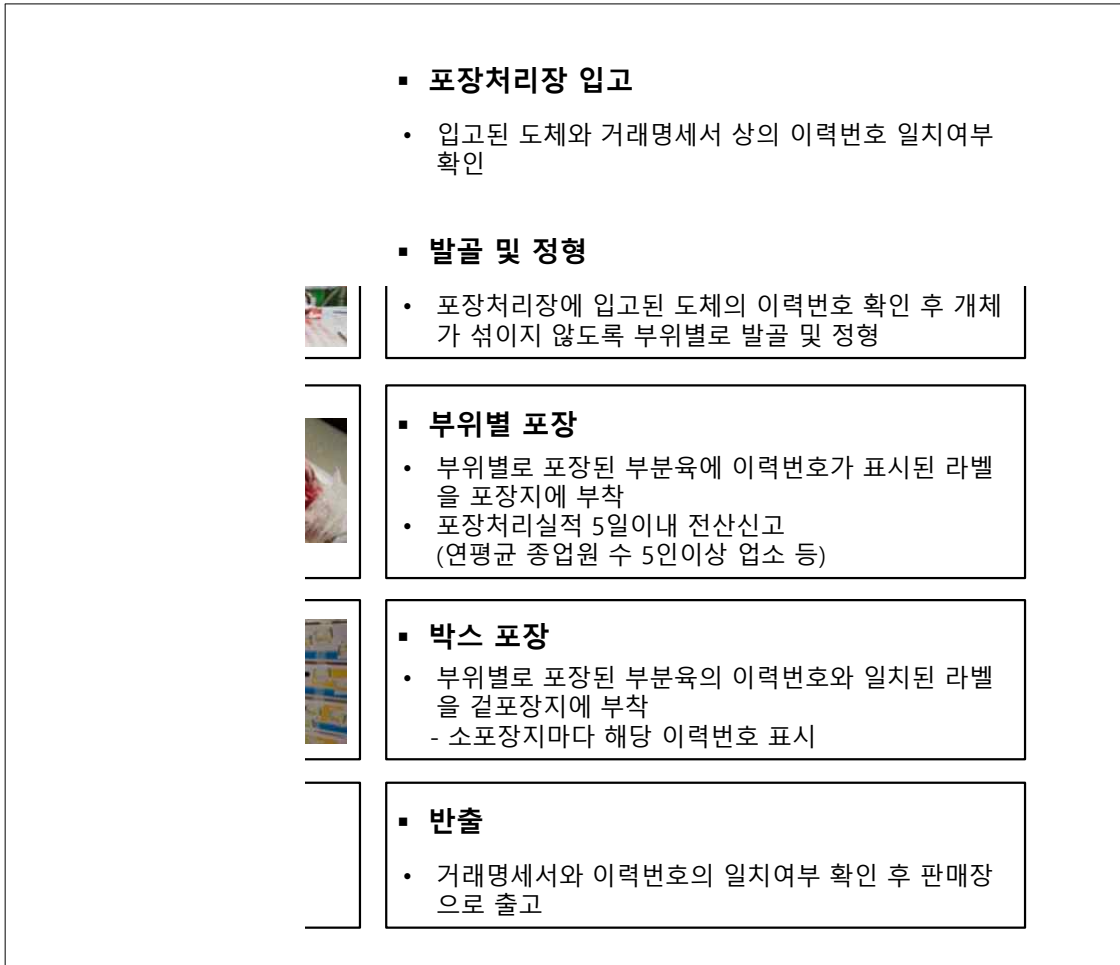 ▪ 포장처리장 입고
• 입고된 도체와 거래명세서 상의 이력번호 일치여부
확인
▪ 발골 및 정형
• 포장처리장에 입고된 도체의 이력번호 확인 후 개체
가 섞이지 않도록 부위별로 발골 및 정형
▪ 부위별 포장
• 부위별로 포장된 부분육에 이력번호가 표시된 라벨
을 포장지에 부착
• 포장처리실적 5일이내 전산신고
(연평균 종업원 수 5인이상 업소 등)
▪ 박스 포장
• 부위별로 포장된 부분육의 이력번호와 일치된 라벨
을 겉포장지에 부착
- 소포장지마다 해당 이력번호 표시
▪ 반출
• 거래명세서와 이력번호의 일치여부 확인 후 판매장
으로 출고